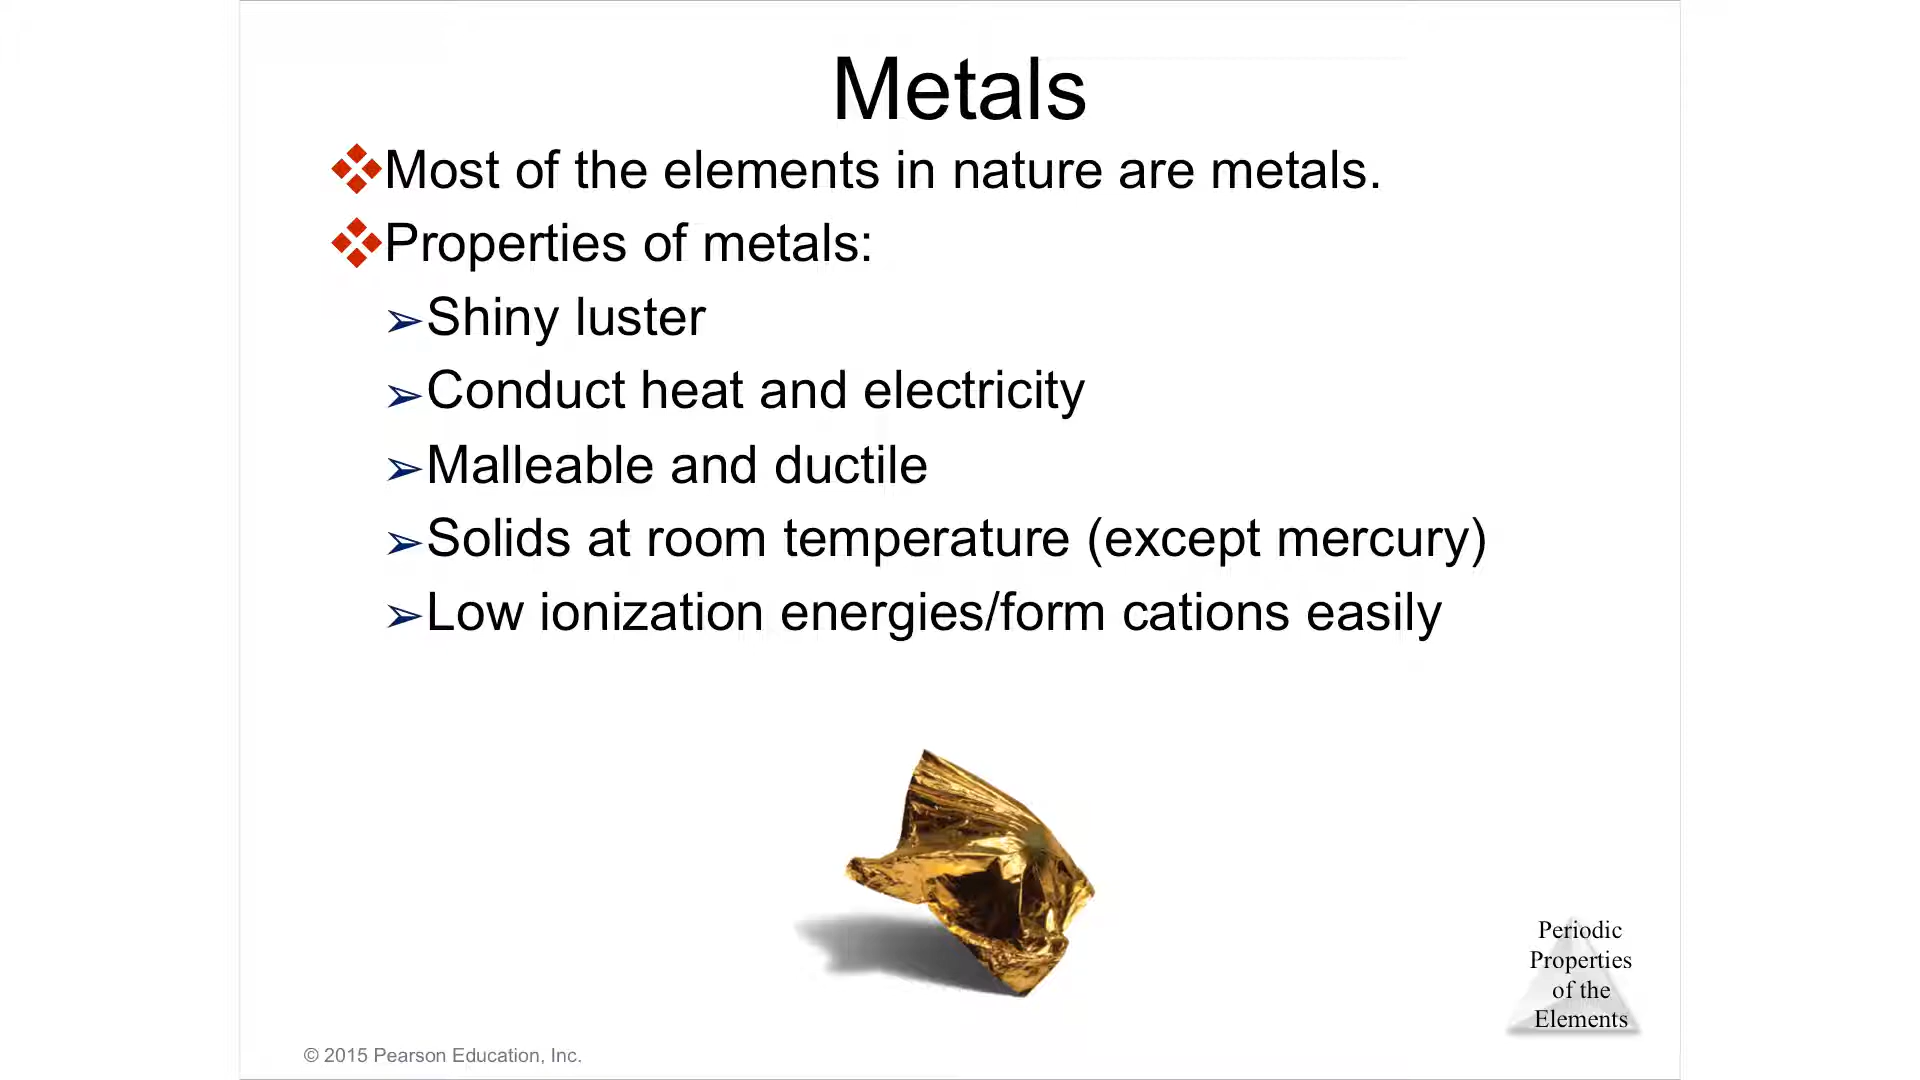 Metals
❖Most of the elements in nature are metals.
❖Properties of metals:
➢Shiny luster
➢Conduct heat and electricity
➢Malleable and ductile
➢Solids at room temperature (except mercury)
➢Low ionization energies/form cations easily
Periodic
Properties
of the
Elements
© 2015 Pearson Education, Inc.